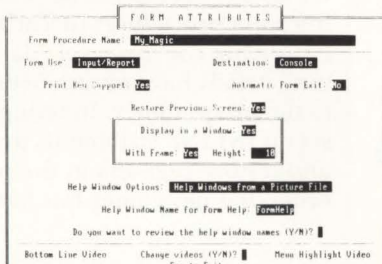 FORM ATTRIBUTES
Form Procedure Name: My_Magic
Form Use: Input/Report Destination: Console
Print Key Support: Yes Automatic Form Exit: No
Restore Previous Screen: Yes
Display in a Window: Yes
With Frame: Yes Height: 10
Help Window Options: Help Windows from a Picture File
Help Window Name for Form Help: FormHelp
Do you want to review the help window names (Y/N)?
Bottom Line Video Change videos (Y/N)? Menu Highlight Video